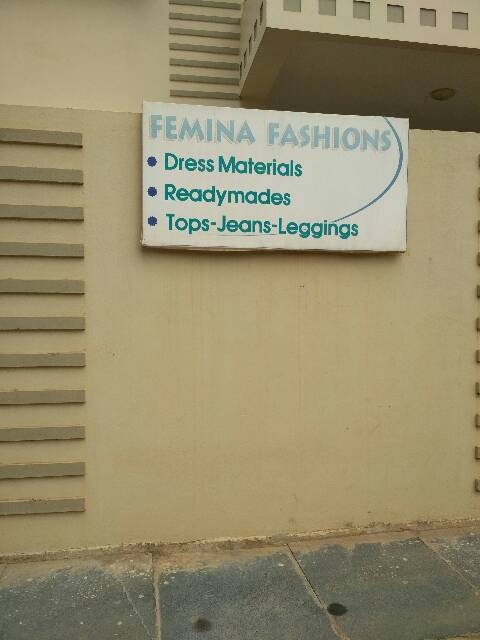 FEMINA FASHIONS
• Dress Materials
• Readymades
• Tops-Jeans-Leggings